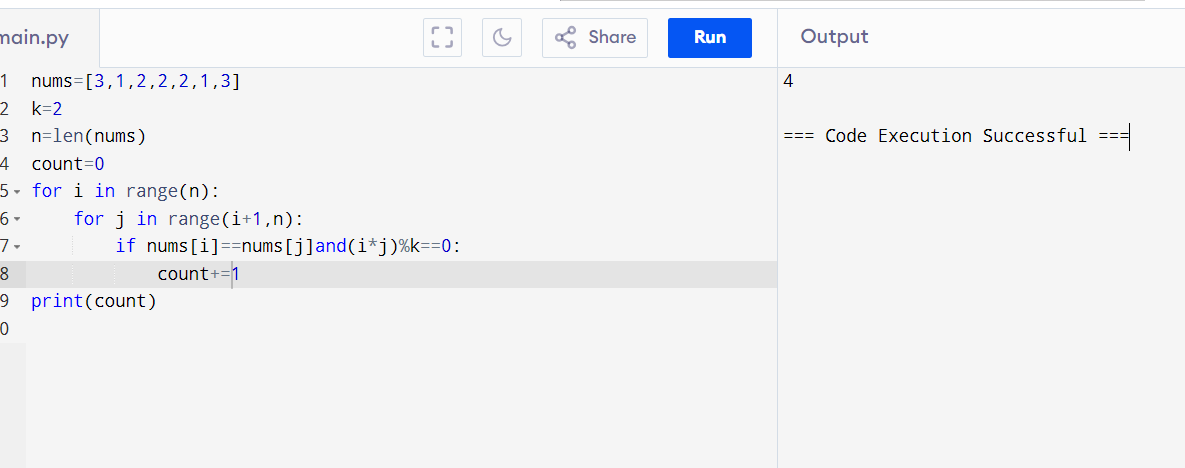 main.py
Share
Run
Output
1 nums=[3,1,2,2,2,1,3]
2 k=2
3 n=len(nums)
4 count=0
5 for i in range(n):
6     for j in range(i+1,n):
7         if nums[i]==nums[j]and(i*j)%k==0:
8             count+=1
9 print(count)
0
4
=== Code Execution Successful ===